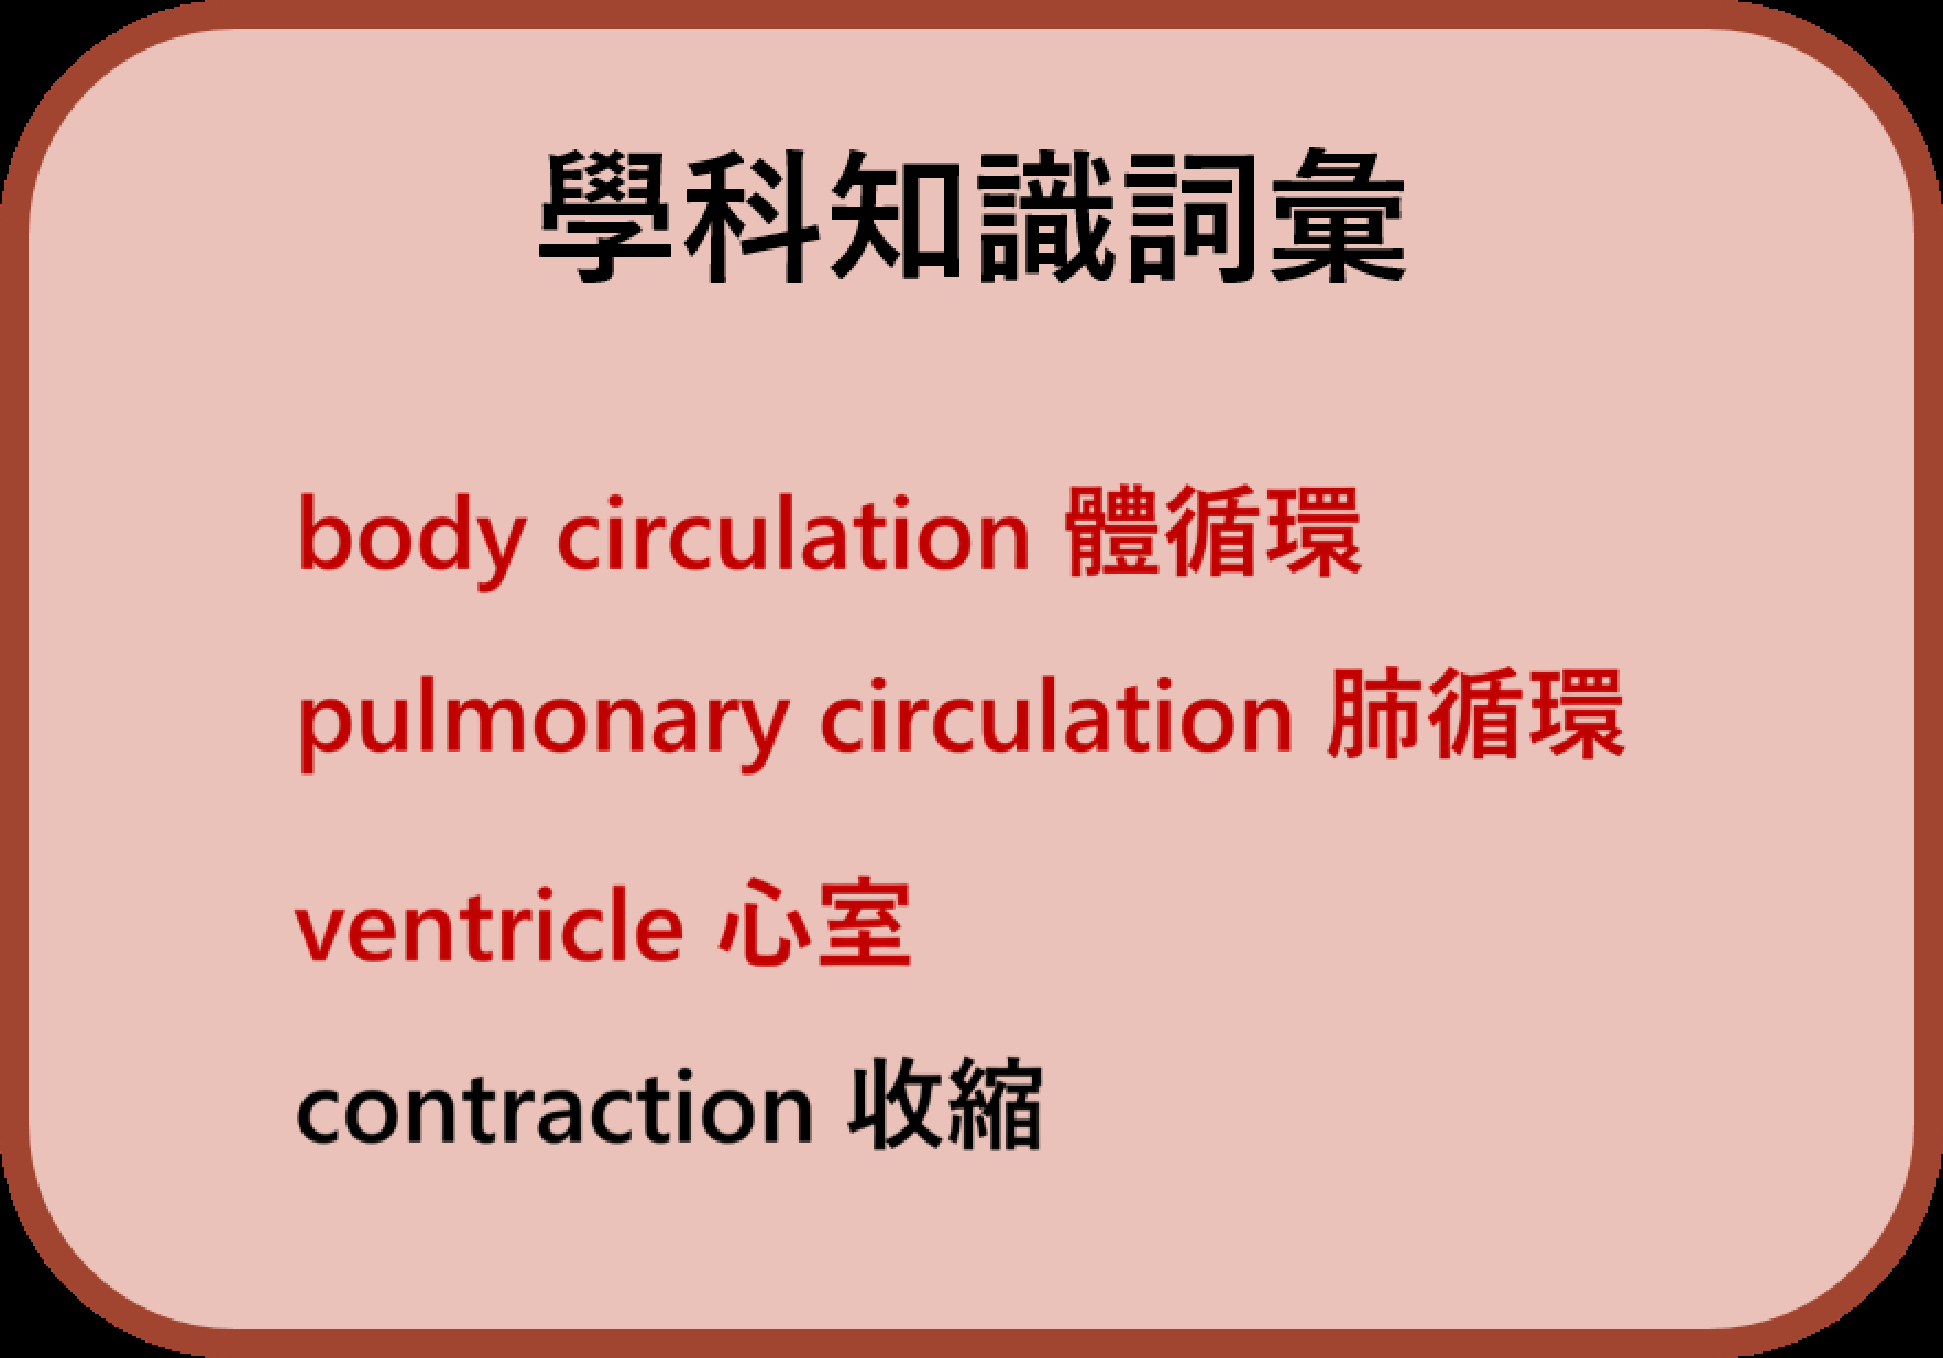 學科知識詞彙
body circulation 體循環
pulmonary circulation 肺循環
ventricle 心室
contraction 收縮